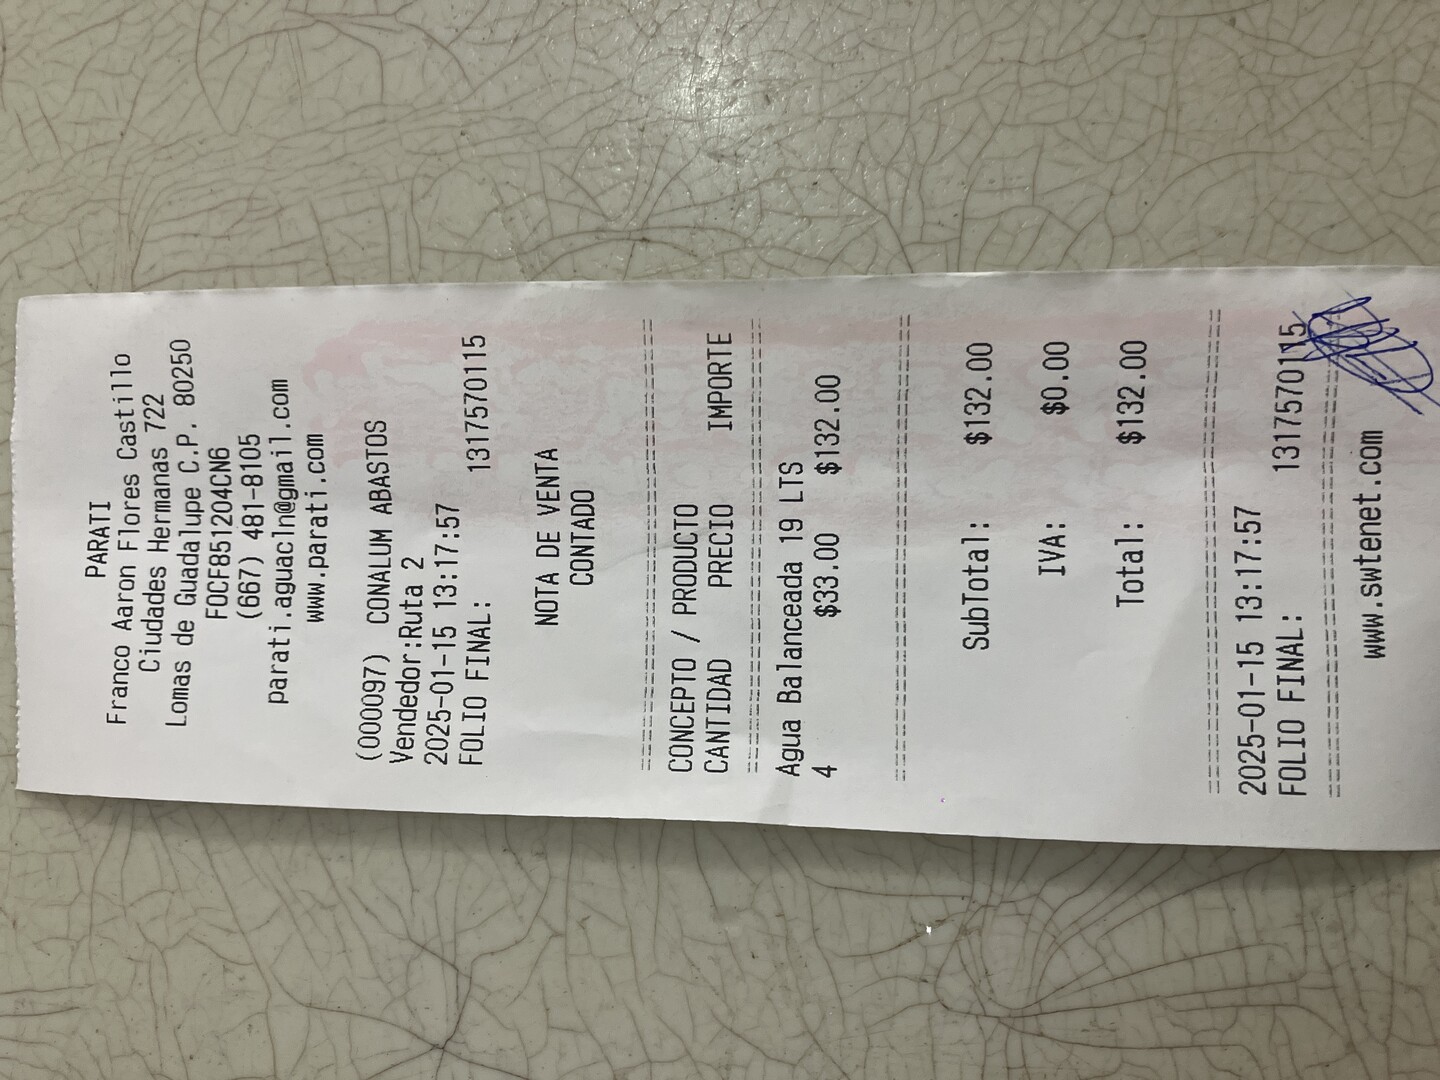 PARATI
Franco Aaron Flores Castillo
Ciudades Hermanas 722
Lomas de Guadalupe C.P. 80250
FOCF851204CN6
(667) 481-8105
parati.aguacln@gmail.com
www.parati.com
(000097) CONALUM ABASTOS
Vendedor:Ruta 2
2025-01-15 13:17:57
FOLIO FINAL: 1317570115
NOTA DE VENTA
CONTADO
CONCEPTO / PRODUCTO
CANTIDAD PRECIO IMPORTE
Agua Balanceada 19 LTS
4 $33.00 $132.00
SubTotal: $132.00
IVA: $0.00
Total: $132.00
2025-01-15 13:17:57
FOLIO FINAL: 1317570115
www.swtenet.com